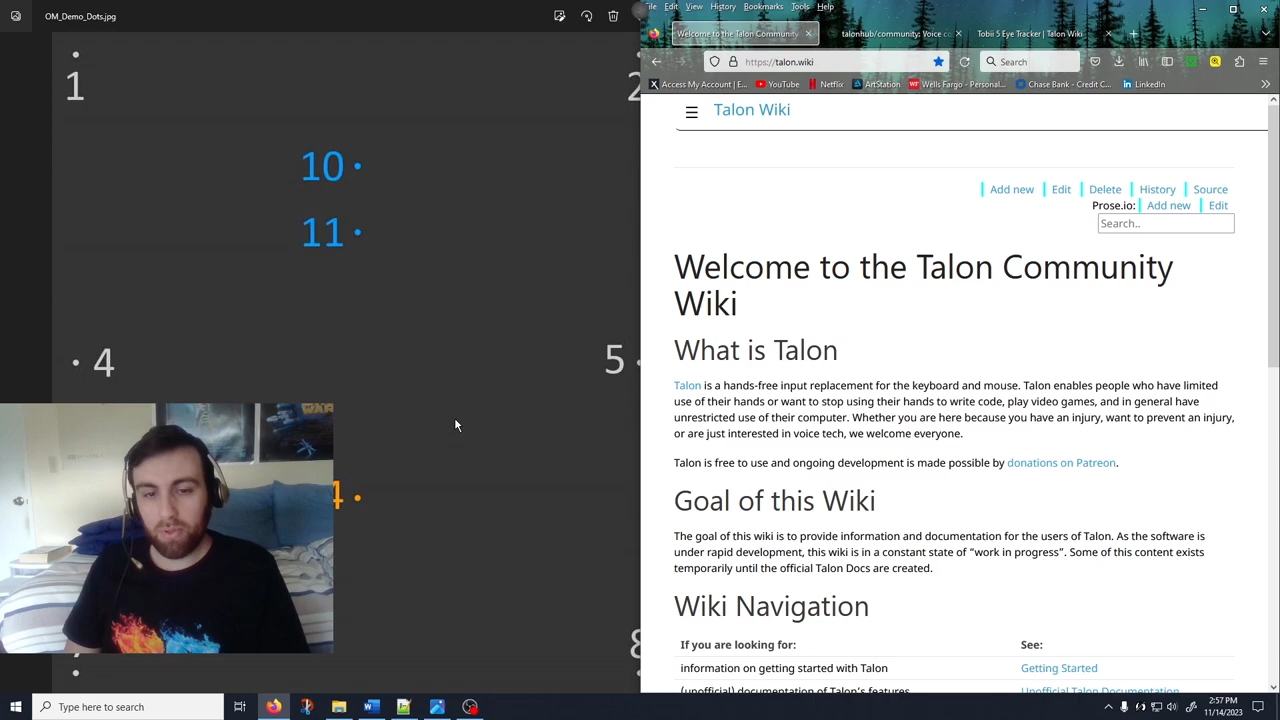 OM_Demo_Dots.jpg
1
2
10
11
4
5
4
8
File Edit View History Bookmarks Tools Help
Welcome to the Talon Community
talonhub/community: Voice co
Tobii 5 Eye Tracker | Talon Wiki
https://talon.wiki
Search
Access My Account | E...
YouTube
Netflix
ArtStation
Wells Fargo - Personal...
Chase Bank - Credit C...
LinkedIn
Talon Wiki
Add new Edit Delete History Source
Prose.io: Add new Edit
Search..
Welcome to the Talon Community
Wiki
What is Talon
Talon is a hands-free input replacement for the keyboard and mouse. Talon enables people who have limited
use of their hands or want to stop using their hands to write code, play video games, and in general have
unrestricted use of their computer. Whether you are here because you have an injury, want to prevent an injury,
or are just interested in voice tech, we welcome everyone.
Talon is free to use and ongoing development is made possible by donations on Patreon.
Goal of this Wiki
The goal of this wiki is to provide information and documentation for the users of Talon. As the software is
under rapid development, this wiki is in a constant state of “work in progress”. Some of this content exists
temporarily until the official Talon Docs are created.
Wiki Navigation
If you are looking for: See:
information on getting started with Talon Getting Started
(unofficial) documentation of Talon's features Unofficial Talon Documentation
Type here to search
2:57 PM
11/14/2023